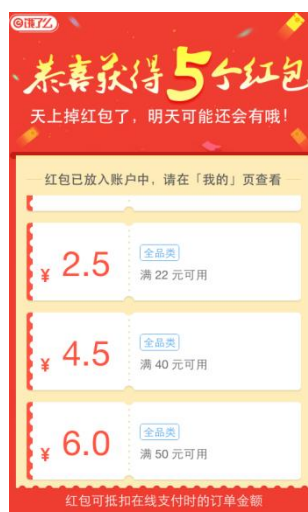 饿了么
恭喜获得5个红包
天上掉红包了，明天可能还会有哦！
红包已放入账户中，请在「我的」页查看
¥ 2.5
全品类
满 22 元可用
¥ 4.5
全品类
满 40 元可用
¥ 6.0
全品类
满 50 元可用
红包可抵扣在线支付时的订单金额